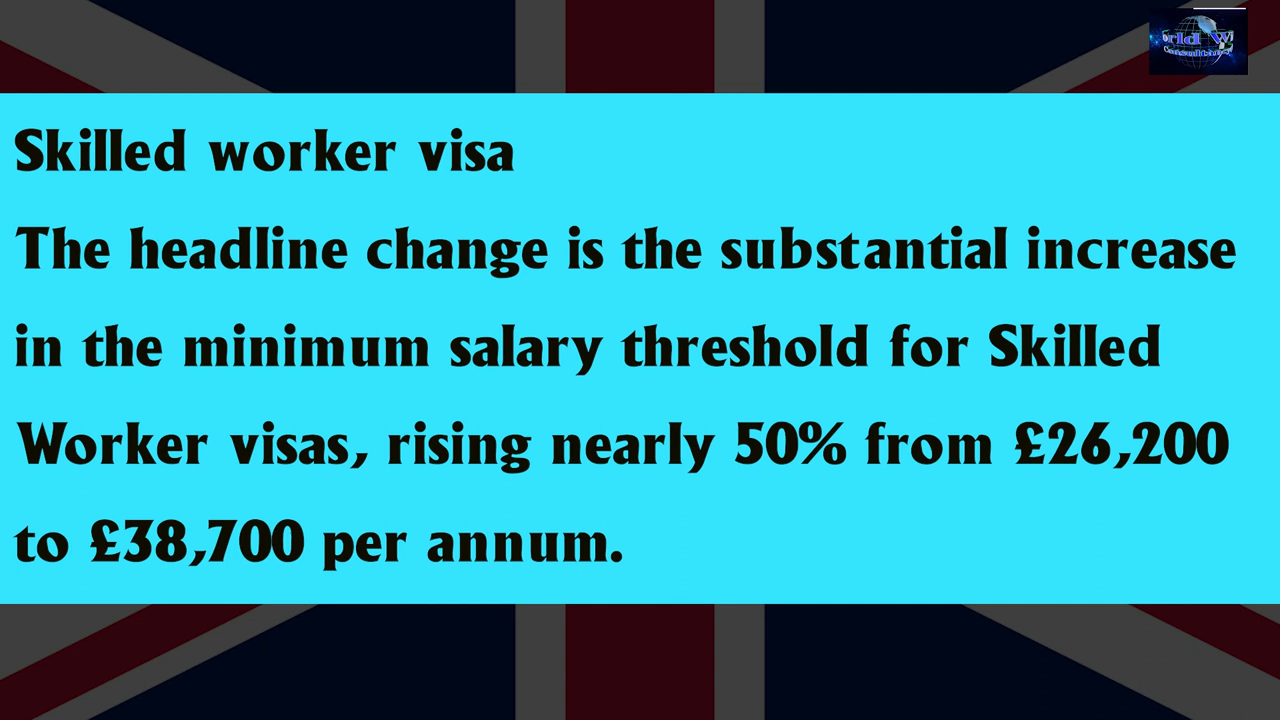 Skilled worker visa
The headline change is the substantial increase
in the minimum salary threshold for Skilled
Worker visas, rising nearly 50% from £26,200
to £38,700 per annum.